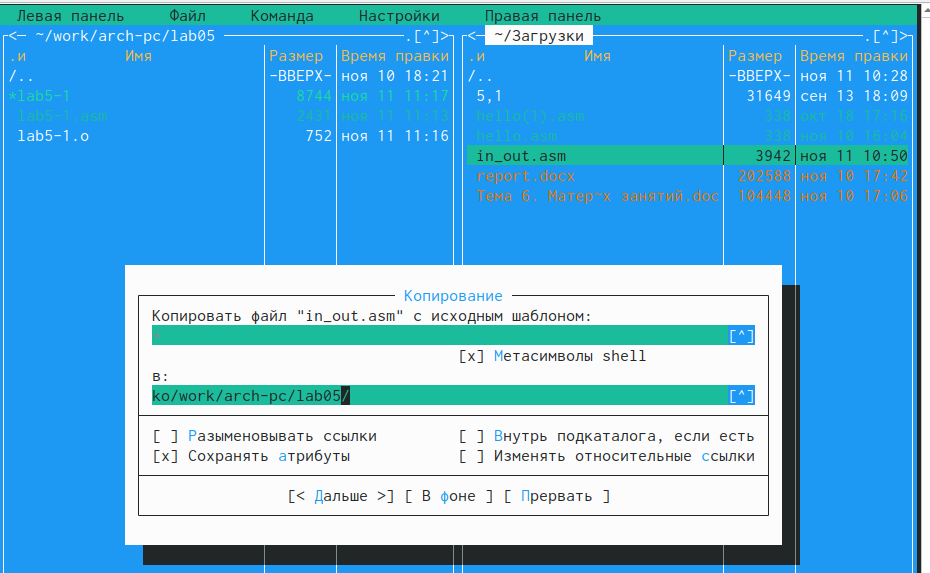 Левая панель Файл Команда Настройки Правая панель
<─ ~/work/arch-pc/lab05 .[^]> <─ ~/Загрузки .[^]>
.и Имя Размер Время правки .и Имя Размер Время правки
/.. -ВВЕРХ- ноя 10 18:21 /.. -ВВЕРХ- ноя 11 10:28
*lab5-1 8744 ноя 11 11:17 5,1 31649 сен 13 18:09
lab5-1.asm 2431 ноя 11 11:13 hello(1).asm 338 окт 18 17:16
lab5-1.o 752 ноя 11 11:16 hello.asm 338 ноя 10 16:04
in_out.asm 3942 ноя 11 10:50
report.docx 202588 ноя 10 17:42
Тема 6. Матер~х занятий.doc 104448 ноя 10 17:06
Копирование
Копировать файл "in_out.asm" с исходным шаблоном:
* [^]
[x] Метасимволы shell
в:
ko/work/arch-pc/lab05/ [^]
[ ] Разыменовывать ссылки [ ] Внутрь подкаталога, если есть
[x] Сохранять атрибуты [ ] Изменять относительные ссылки
[< Дальше >] [ В фоне ] [ Прервать ]